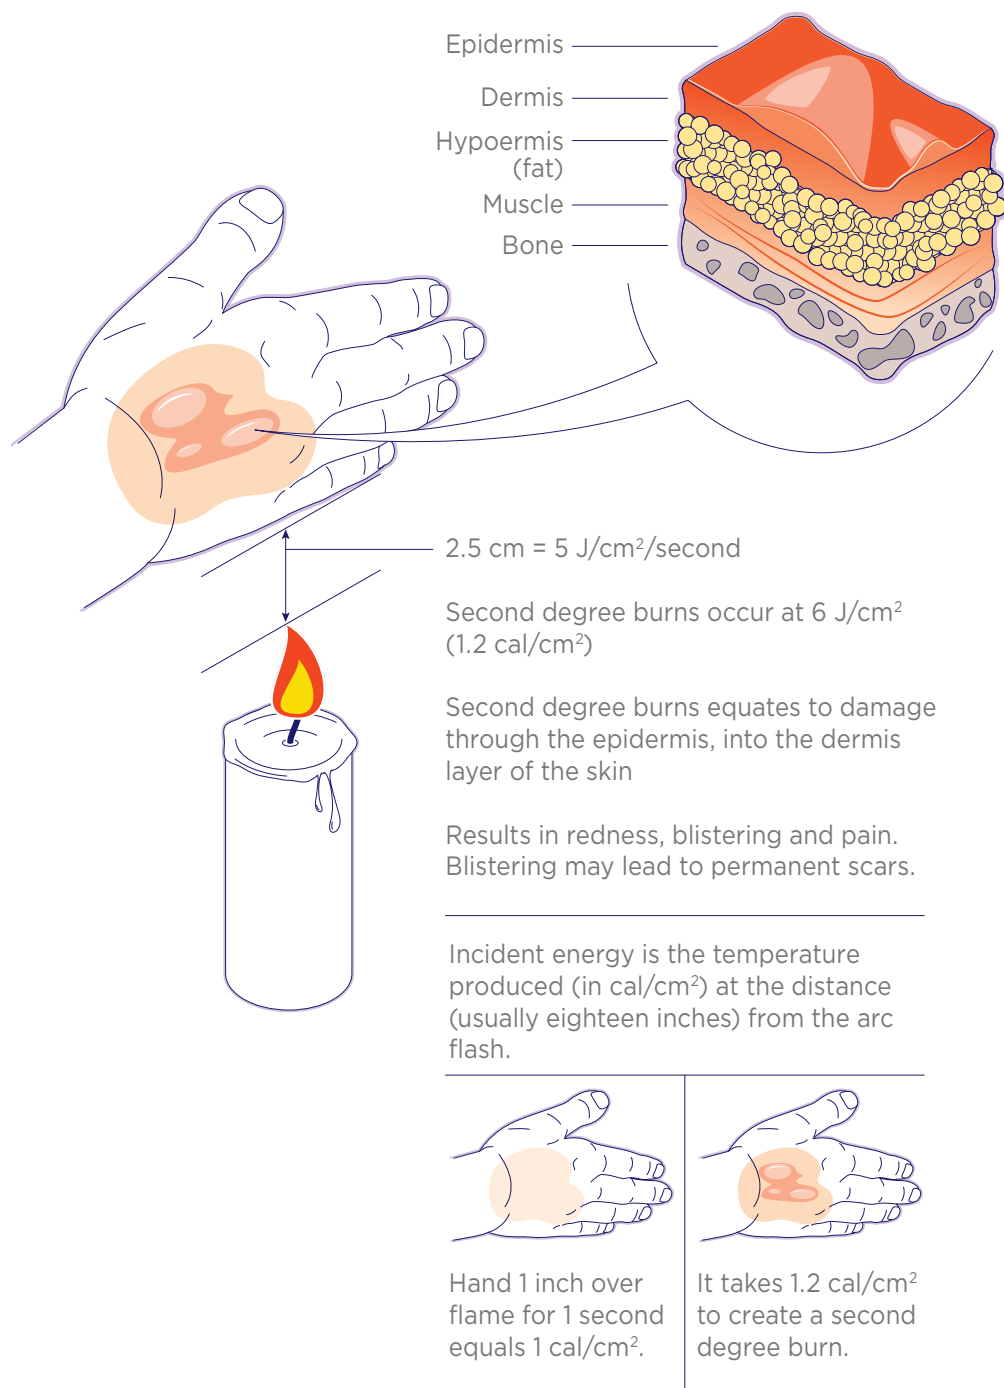 Epidermis
Dermis
Hypoermis
(fat)
Muscle
Bone
2.5 cm = 5 J/cm²/second
Second degree burns occur at 6 J/cm²
(1.2 cal/cm²)
Second degree burns equates to damage
through the epidermis, into the dermis
layer of the skin
Results in redness, blistering and pain.
Blistering may lead to permanent scars.
Incident energy is the temperature
produced (in cal/cm²) at the distance
(usually eighteen inches) from the arc
flash.
Hand 1 inch over
flame for 1 second
equals 1 cal/cm².
It takes 1.2 cal/cm²
to create a second
degree burn.